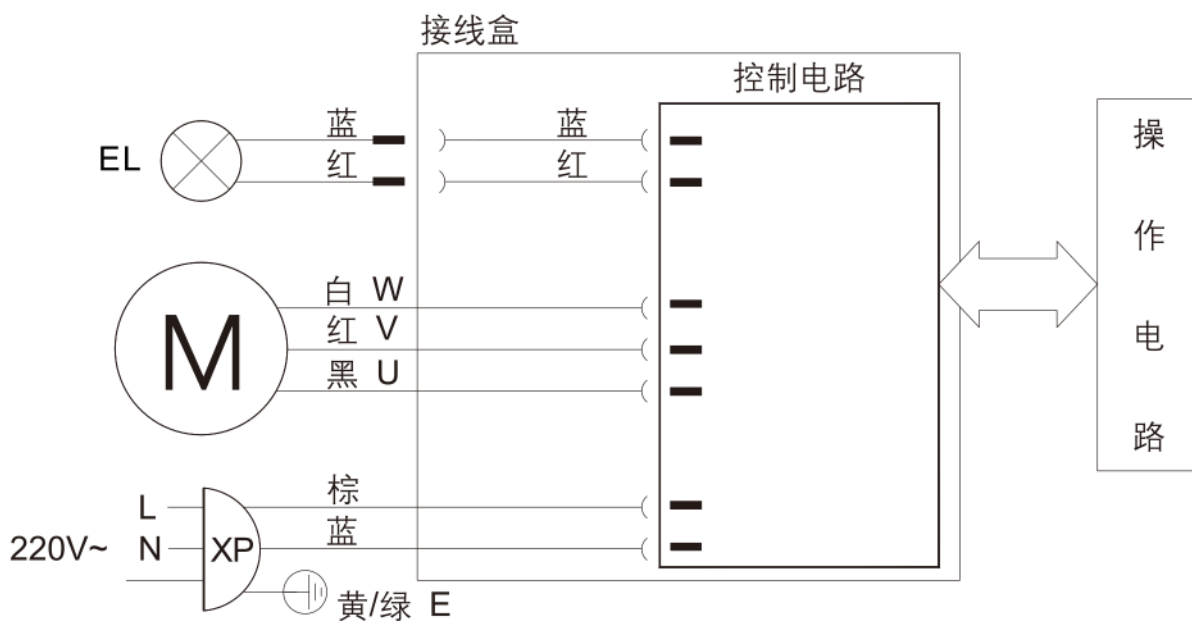 接线盒
控制电路
蓝
蓝
EL
红
红
操作电路
M
白 W
红 V
黑 U
L
棕
220V~ N
XP
蓝
黄/绿 E